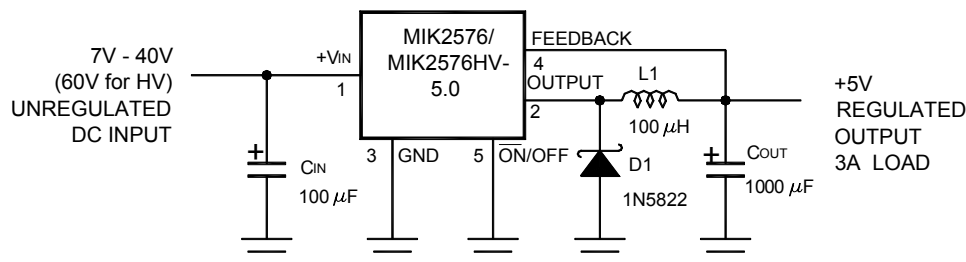 7V - 40V
(60V for HV)
UNREGULATED
DC INPUT
+VIN
1
MIK2576/
MIK2576HV-
5.0
FEEDBACK
4
OUTPUT
2
L1
100 μH
+5V
REGULATED
OUTPUT
3A LOAD
3 GND
5 ON/OFF
+
CIN
100 μF
D1
1N5822
+
COUT
1000 μF